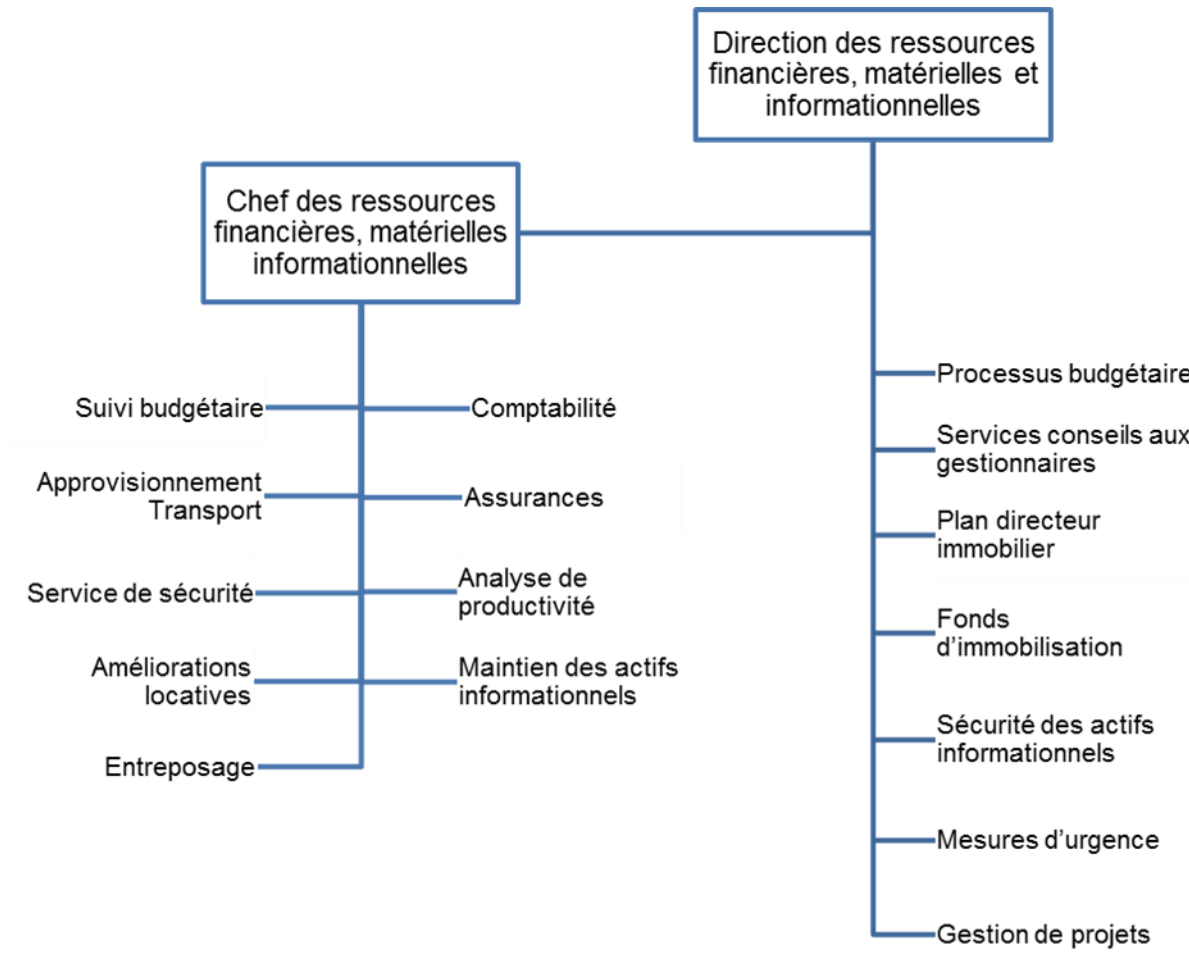 Direction des ressources
financières, matérielles et
informationnelles
Chef des ressources
financières, matérielles
informationnelles
Suivi budgétaire
Comptabilité
Approvisionnement
Transport
Assurances
Service de sécurité
Analyse de
productivité
Améliorations
locatives
Maintien des actifs
informationnels
Entreposage
Processus budgétaire
Services conseils aux
gestionnaires
Plan directeur
immobilier
Fonds
d’immobilisation
Sécurité des actifs
informationnels
Mesures d’urgence
Gestion de projets